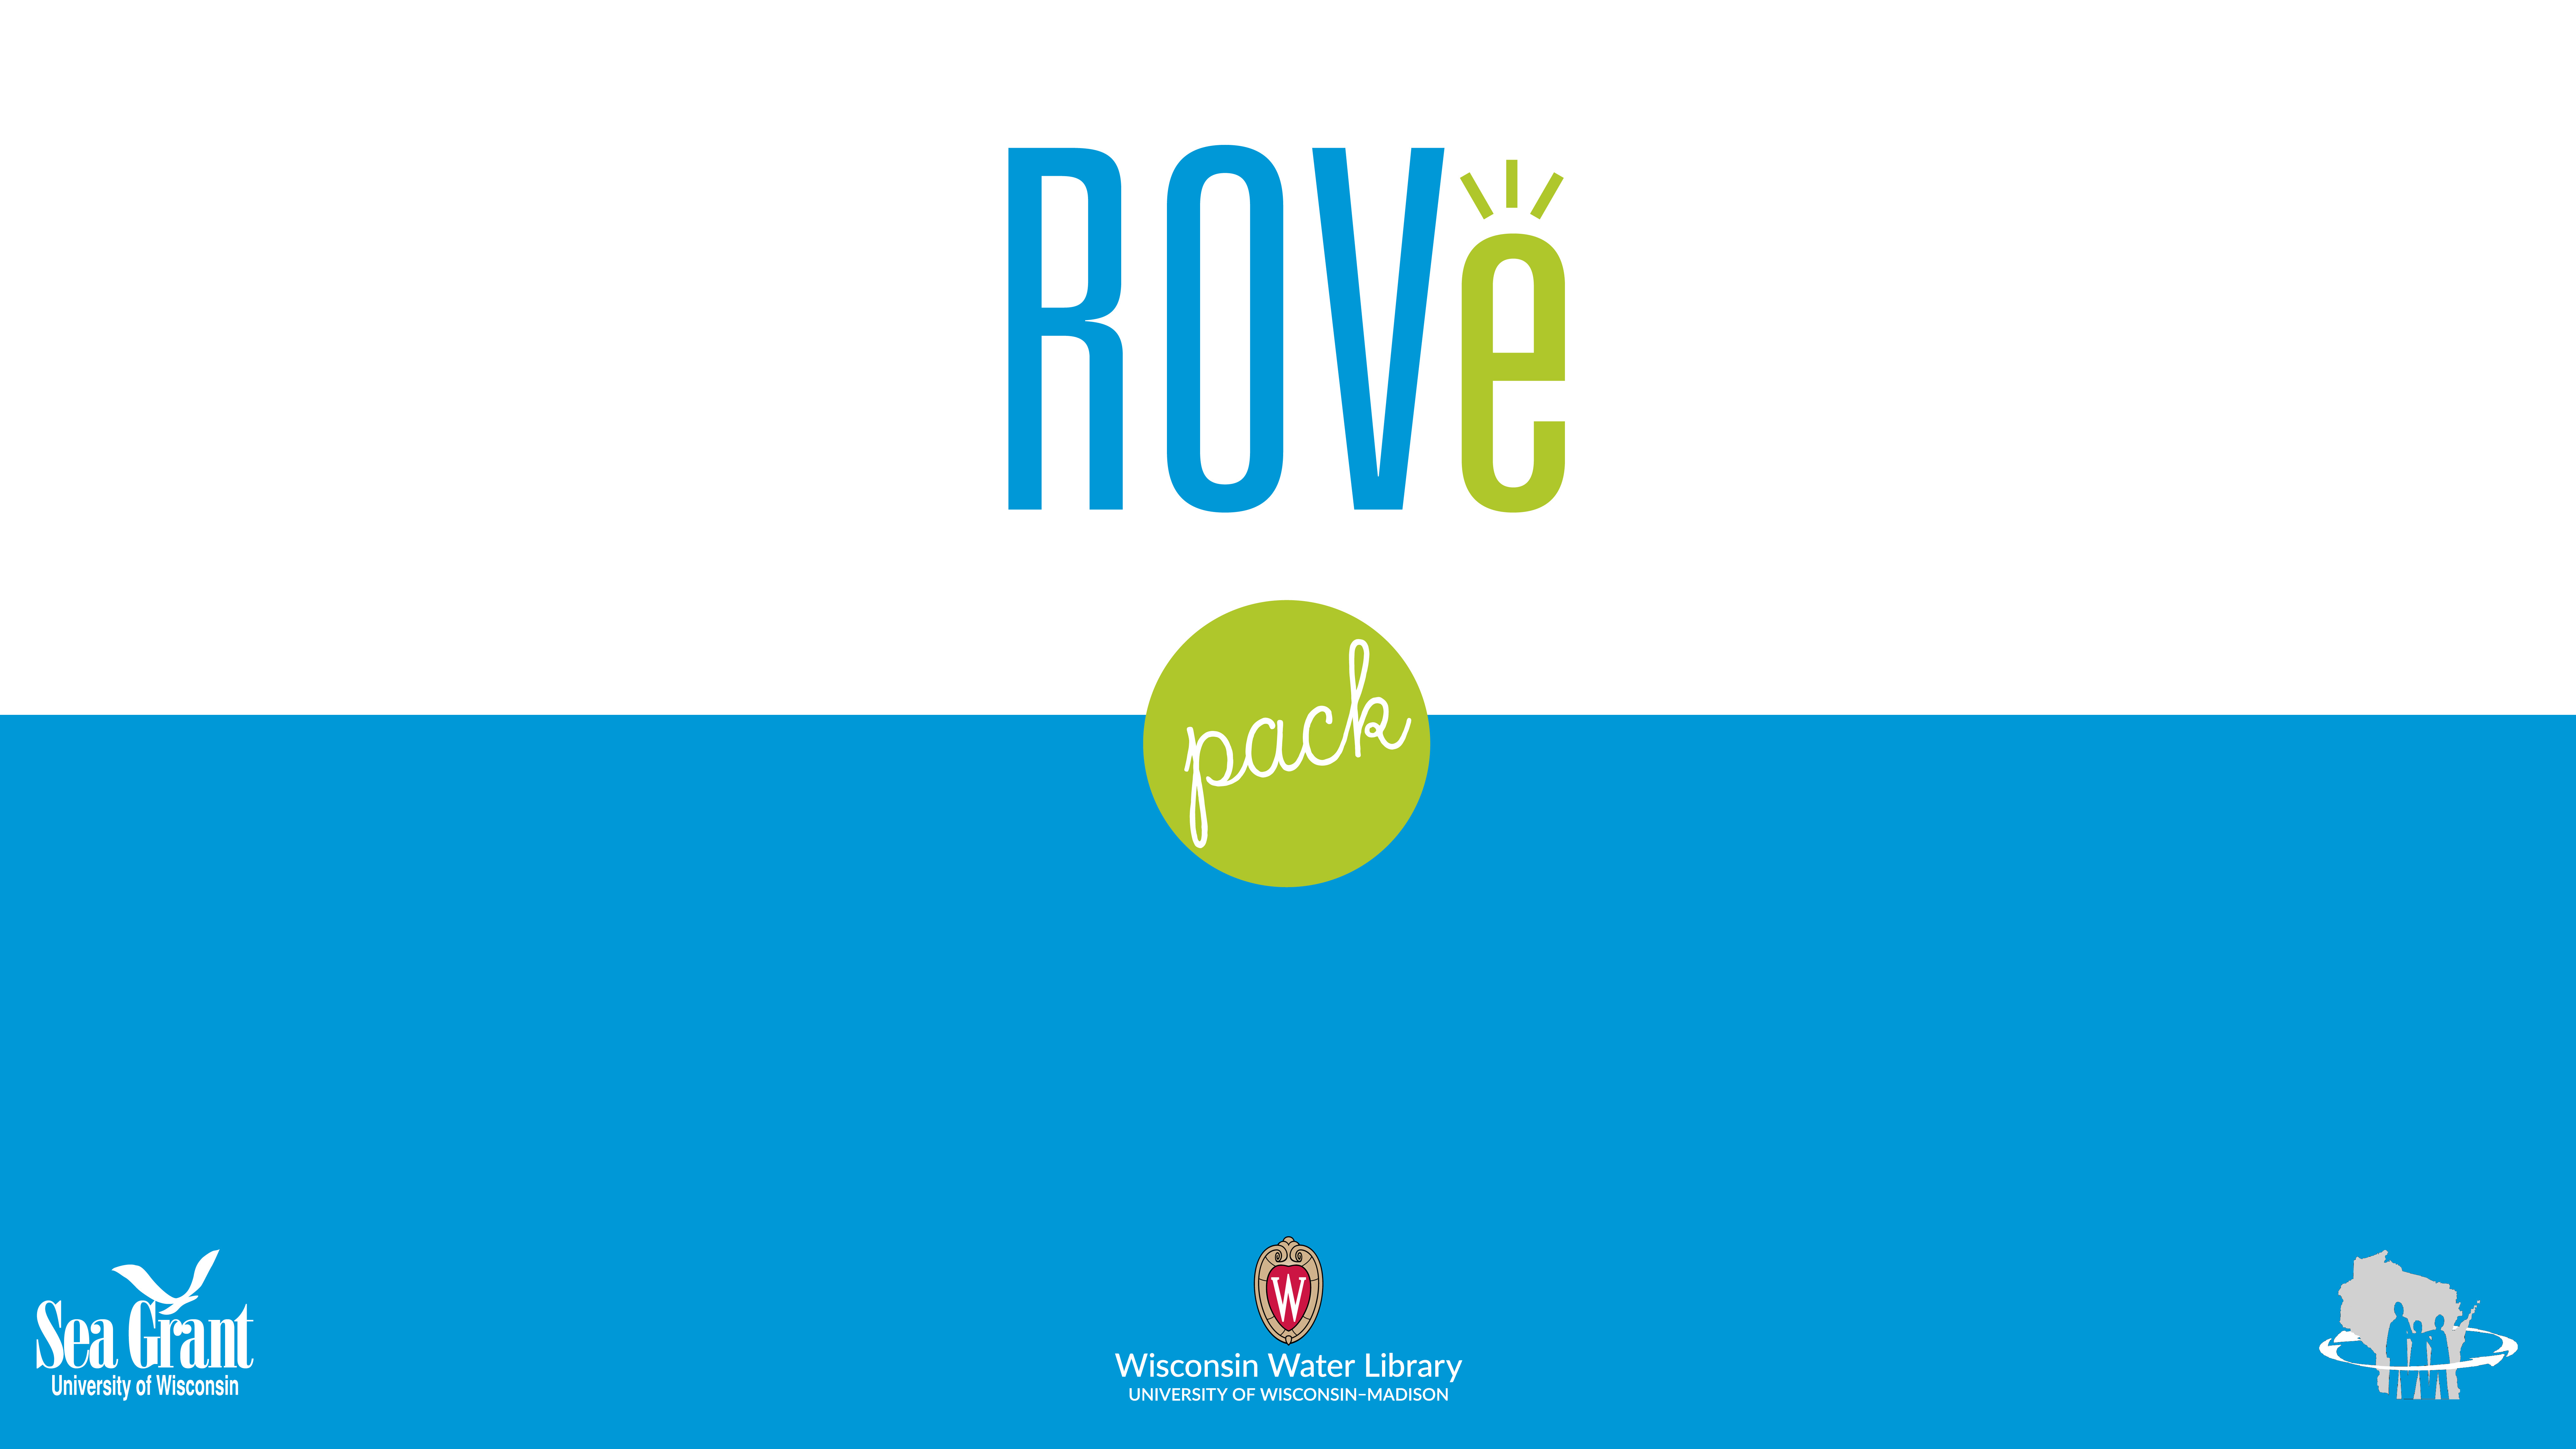 ROVe
pack
Sea Grant
University of Wisconsin
W
Wisconsin Water Library
UNIVERSITY OF WISCONSIN–MADISON